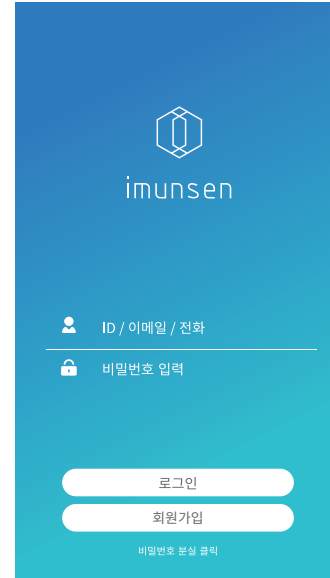 imunsen
ID / 이메일 / 전화
비밀번호 입력
로그인
회원가입
비밀번호 분실 클릭